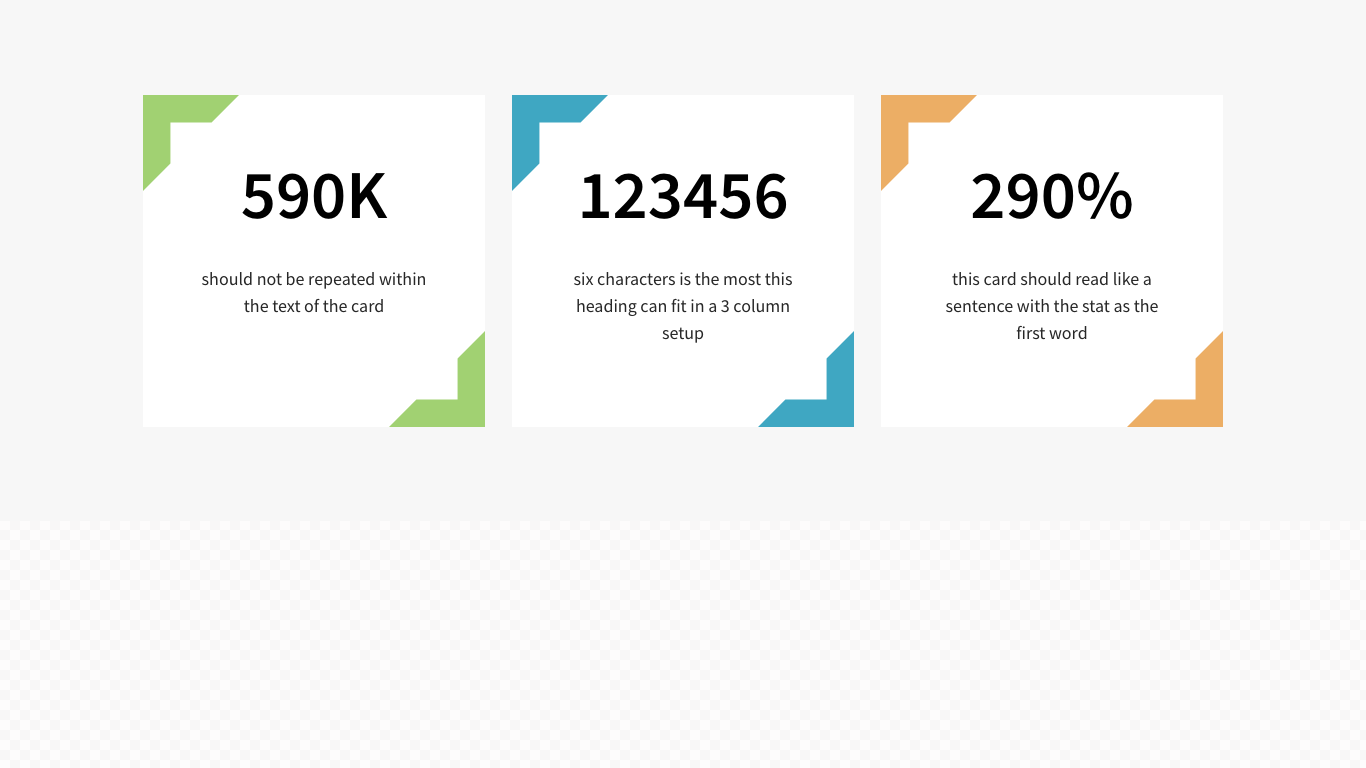 590K
should not be repeated within
the text of the card
123456
six characters is the most this
heading can fit in a 3 column
setup
290%
this card should read like a
sentence with the stat as the
first word